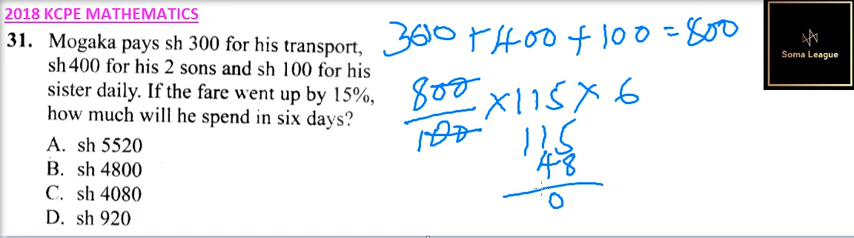 2018 KCPE MATHEMATICS
31. Mogaka pays sh 300 for his transport,
sh 400 for his 2 sons and sh 100 for his
sister daily. If the fare went up by 15%,
how much will he spend in six days?
A. sh 5520
B. sh 4800
C. sh 4080
D. sh 920
300 + 400 + 100 = 800
800
100
× 115 × 6
115
48
0
Soma League